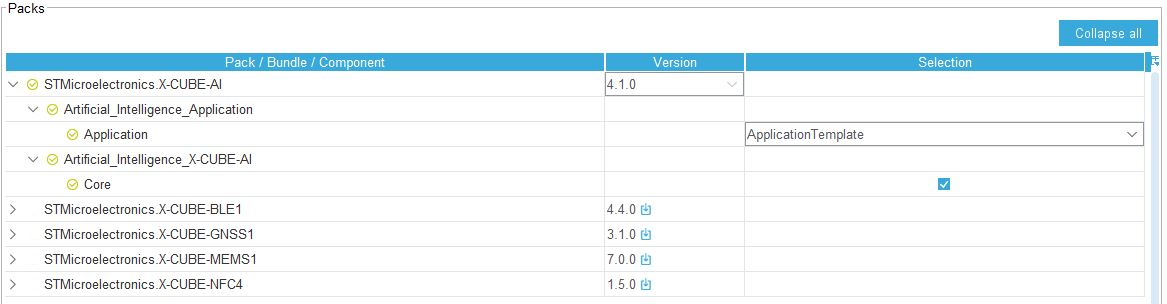 Packs
Collapse all
Pack / Bundle / Component Version Selection
STMicroelectronics.X-CUBE-AI 4.1.0
Artificial_Intelligence_Application
Application ApplicationTemplate
Artificial_Intelligence_X-CUBE-AI
Core
STMicroelectronics.X-CUBE-BLE1 4.4.0
STMicroelectronics.X-CUBE-GNSS1 3.1.0
STMicroelectronics.X-CUBE-MEMS1 7.0.0
STMicroelectronics.X-CUBE-NFC4 1.5.0